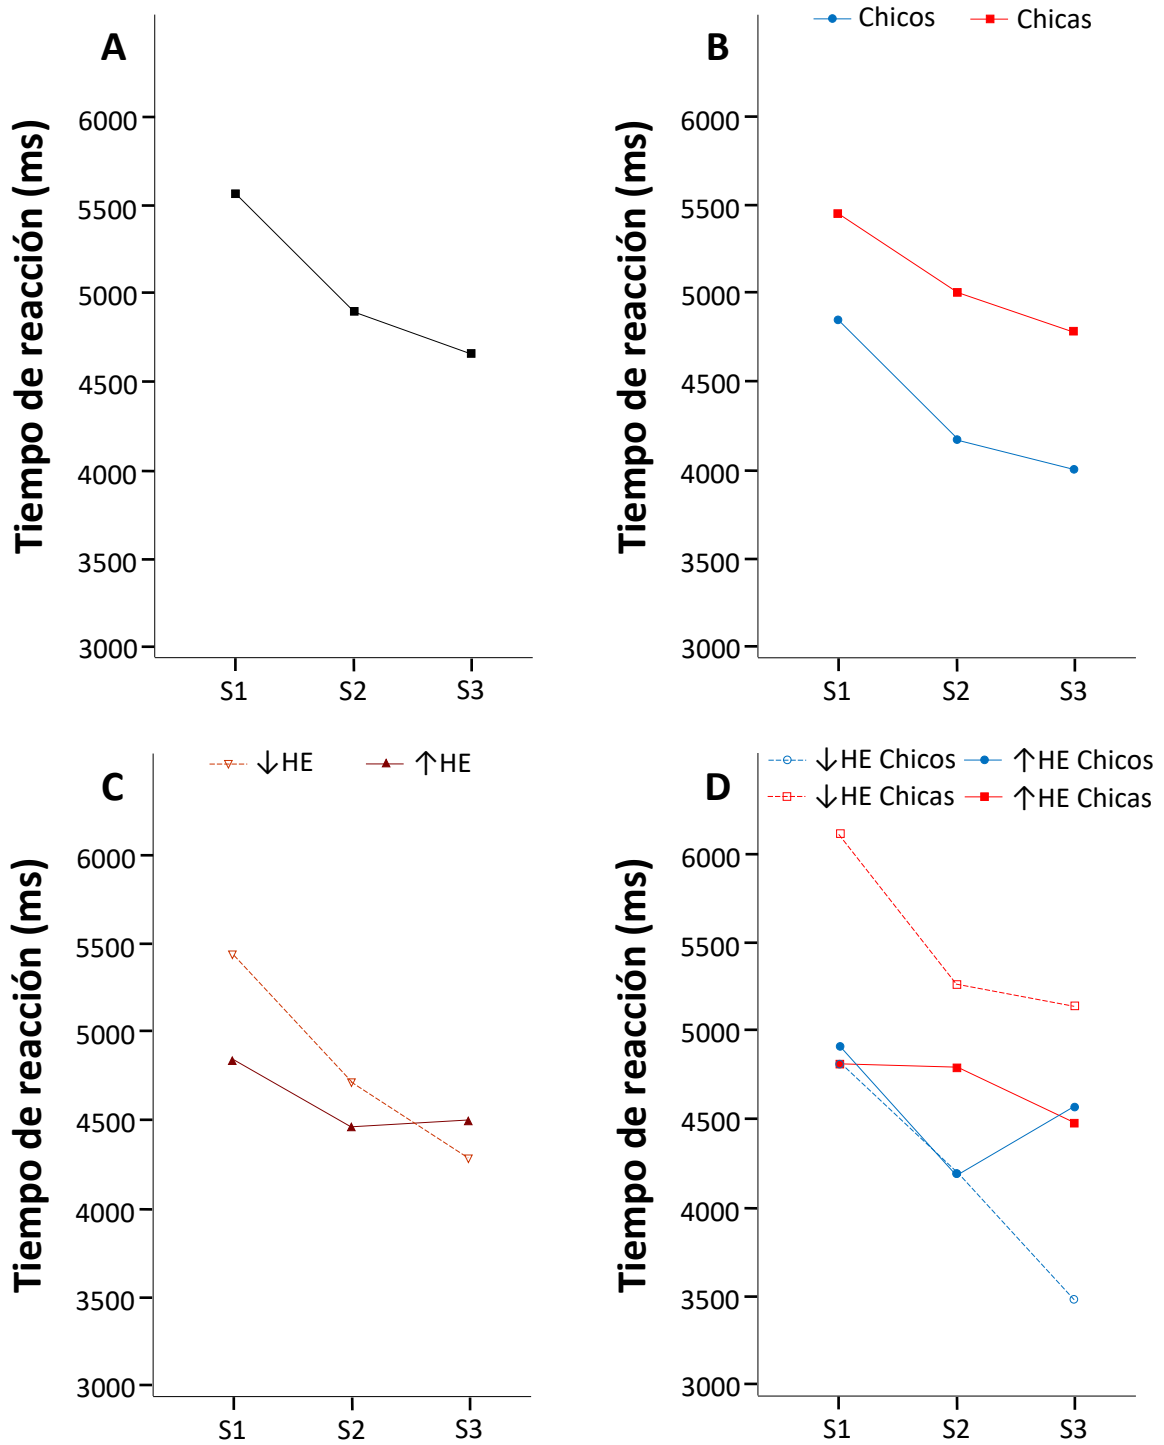 A
Tiempo de reacción (ms)
6000
5500
5000
4500
4000
3500
3000
S1 S2 S3
B
Chicos Chicas
Tiempo de reacción (ms)
6000
5500
5000
4500
4000
3500
3000
S1 S2 S3
C
↓HE ↑HE
Tiempo de reacción (ms)
6000
5500
5000
4500
4000
3500
3000
S1 S2 S3
D
↓HE Chicos ↑HE Chicos
↓HE Chicas ↑HE Chicas
Tiempo de reacción (ms)
6000
5500
5000
4500
4000
3500
3000
S1 S2 S3